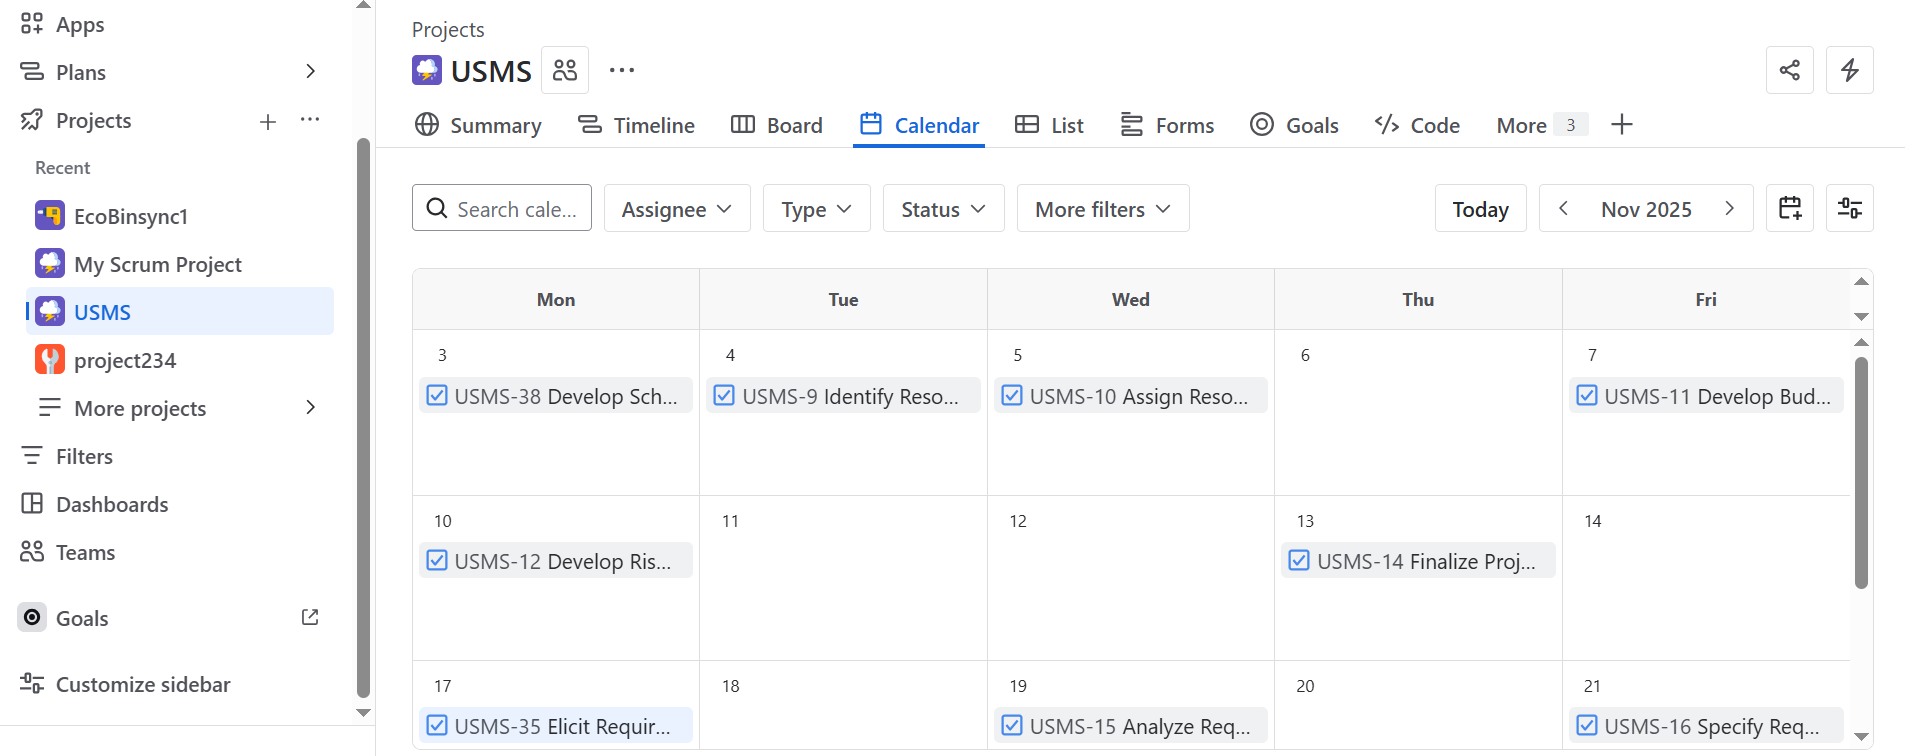 Apps
Plans
Projects
Recent
EcoBinsync1
My Scrum Project
USMS
project234
More projects
Filters
Dashboards
Teams
Goals
Customize sidebar
Projects
USMS
Summary Timeline Board Calendar List Forms Goals Code More 3
Search cale... Assignee Type Status More filters Today Nov 2025
Mon Tue Wed Thu Fri
3 4 5 6 7
USMS-38 Develop Sch... USMS-9 Identify Reso... USMS-10 Assign Reso... USMS-11 Develop Bud...
10 11 12 13 14
USMS-12 Develop Ris... USMS-14 Finalize Proj...
17 18 19 20 21
USMS-35 Elicit Requir... USMS-15 Analyze Req... USMS-16 Specify Req...